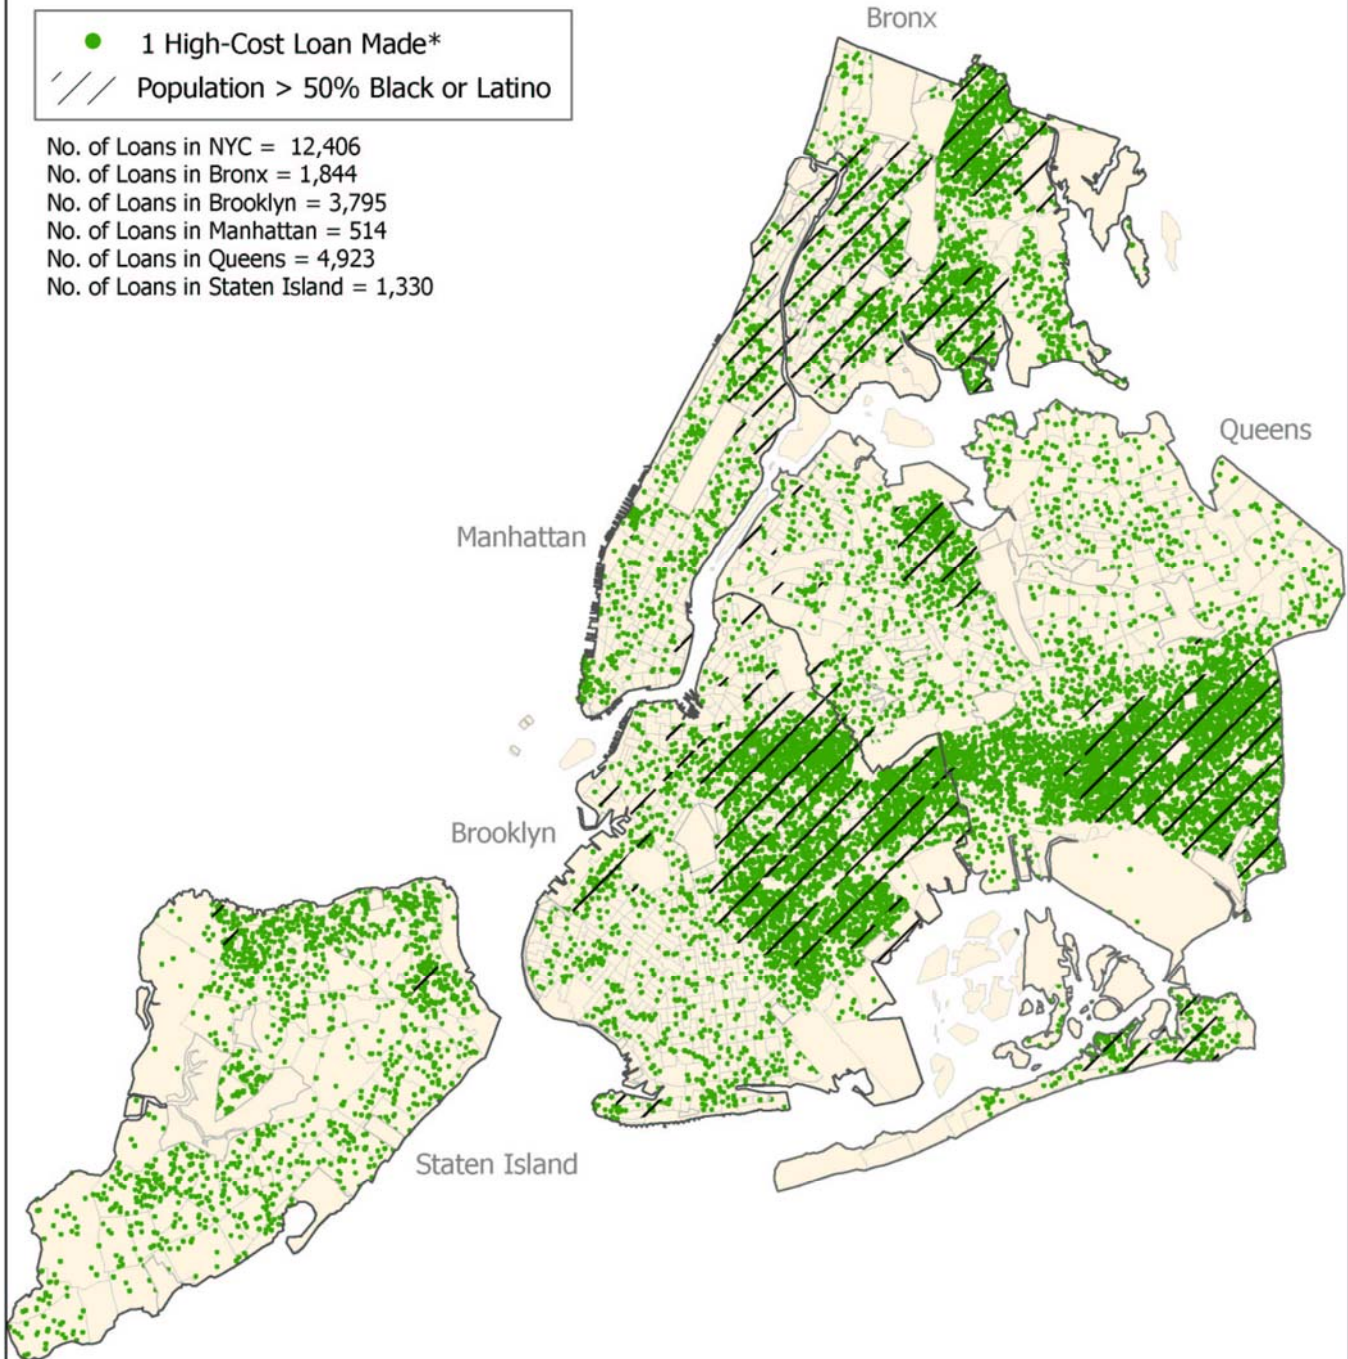 Bronx
1 High-Cost Loan Made*
Population > 50% Black or Latino
No. of Loans in NYC = 12,406
No. of Loans in Bronx = 1,844
No. of Loans in Brooklyn = 3,795
No. of Loans in Manhattan = 514
No. of Loans in Queens = 4,923
No. of Loans in Staten Island = 1,330
Queens
Manhattan
Brooklyn
Staten Island